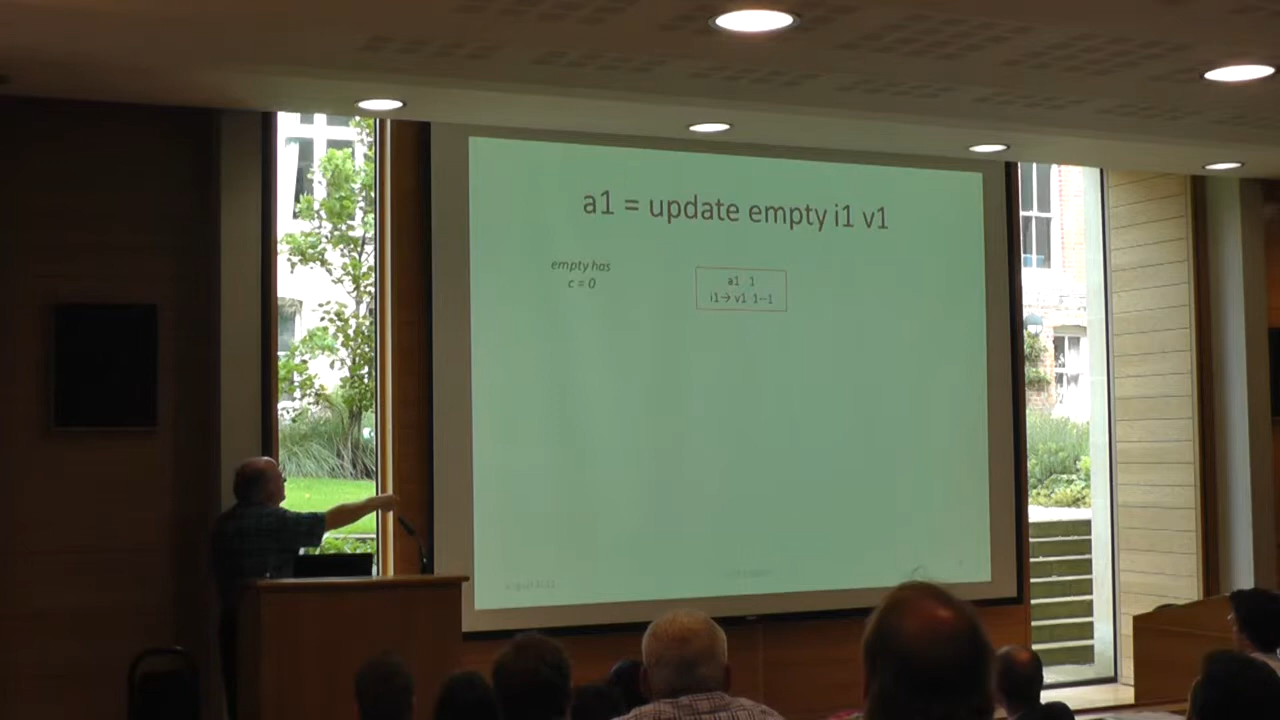 a1 = update empty i1 v1
empty has
c = 0
a1 1
i1→ v1 1--1